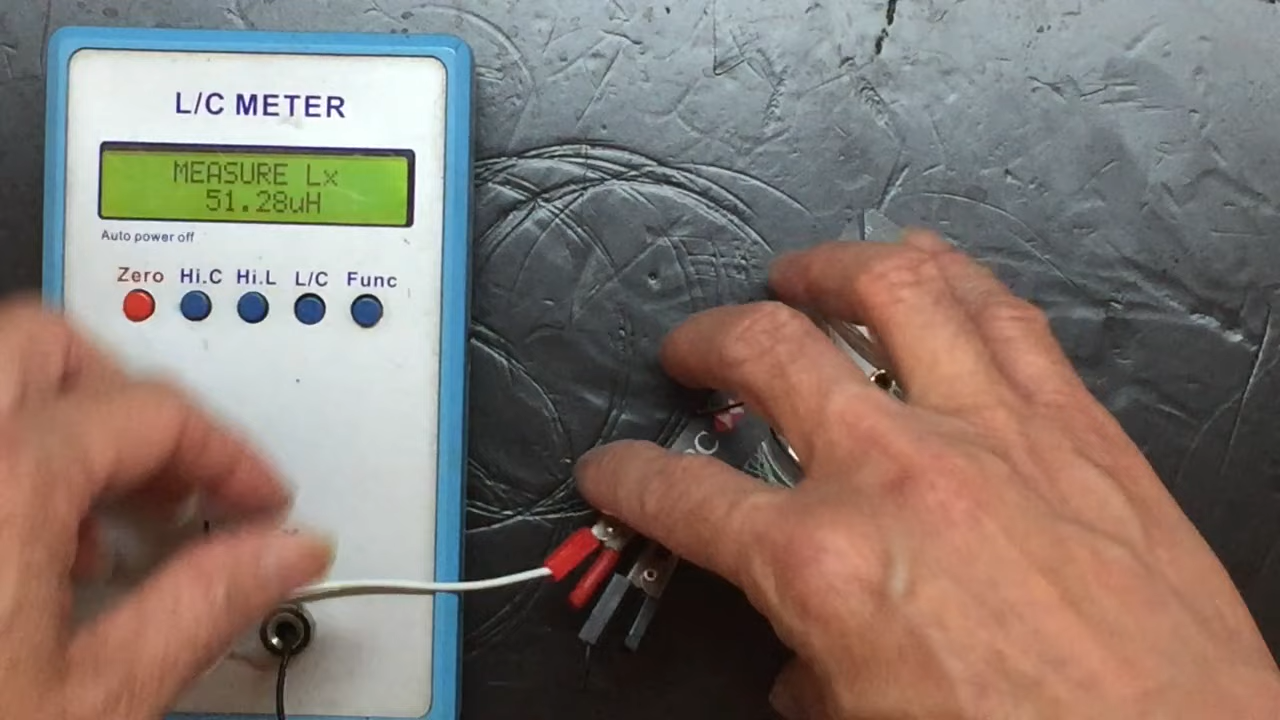 L/C METER
MEASURE Lx
51.28uH
Auto power off
Zero Hi.C Hi.L L/C Func